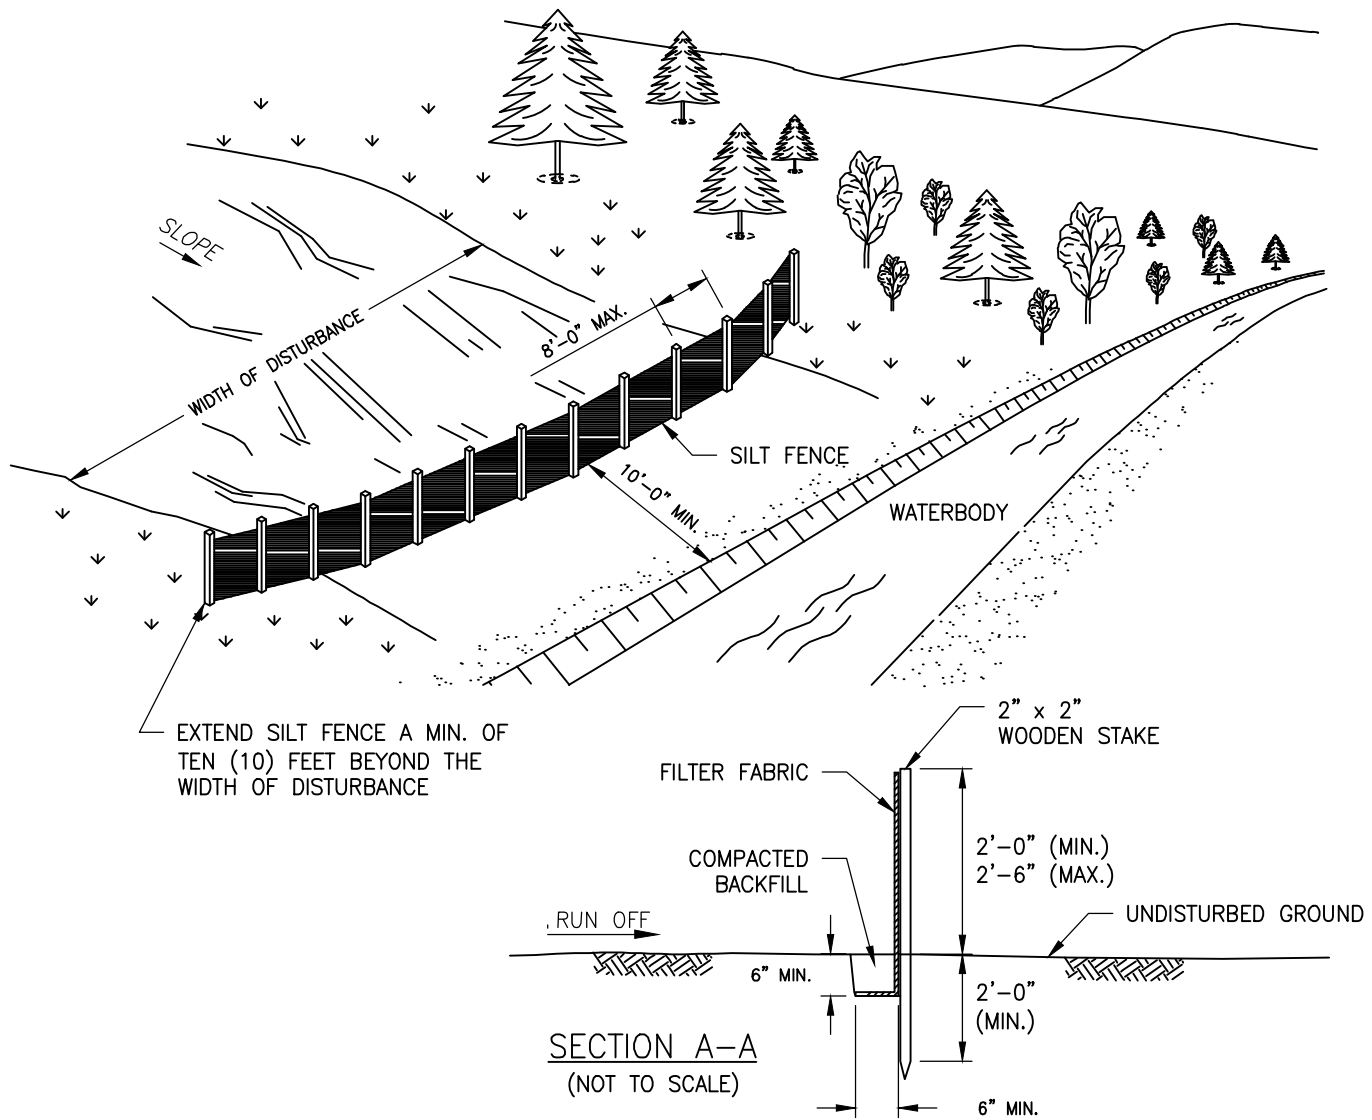 SLOPE
WIDTH OF DISTURBANCE
8'-0" MAX.
SILT FENCE
10'-0" MIN.
WATERBODY
EXTEND SILT FENCE A MIN. OF
TEN (10) FEET BEYOND THE
WIDTH OF DISTURBANCE
2" x 2"
WOODEN STAKE
FILTER FABRIC
COMPACTED
BACKFILL
2'-0" (MIN.)
2'-6" (MAX.)
RUN OFF
UNDISTURBED GROUND
6" MIN.
2'-0"
(MIN.)
SECTION A-A
(NOT TO SCALE)
6" MIN.